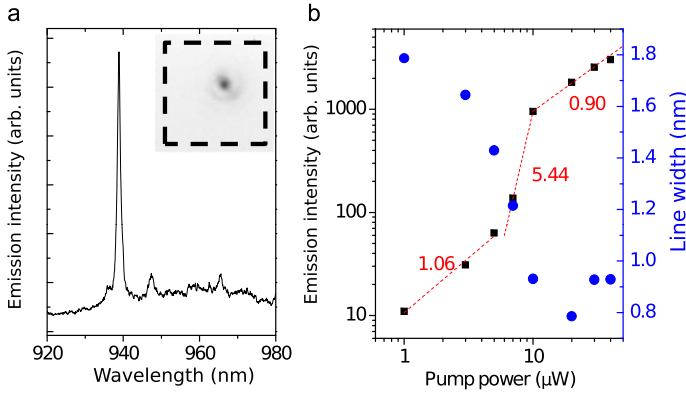 a
Emission intensity (arb. units)
920
940
960
980
Wavelength (nm)
b
Emission intensity (arb. units)
1000
100
10
1
10
Pump power (μW)
1.06
5.44
0.90
1.8
1.6
1.4
1.2
1.0
0.8
Line width (nm)